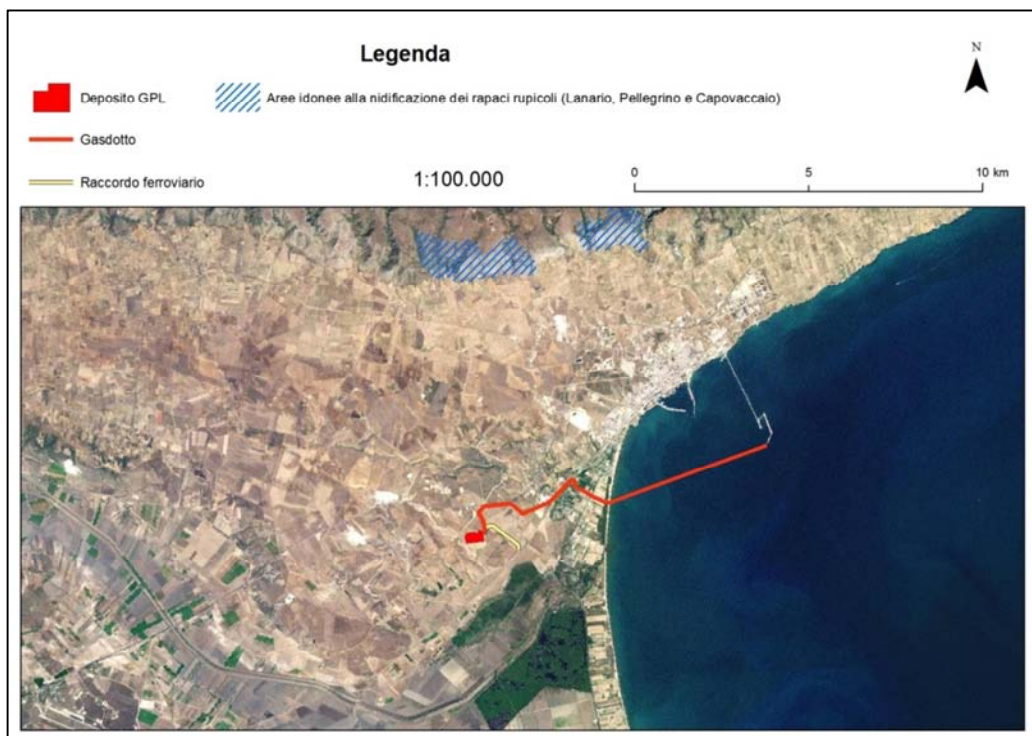 Legenda
N
Deposito GPL
Aree idonee alla nidificazione dei rapaci rupicoli (Lanario, Pellegrino e Capovaccaio)
Gasdotto
Raccordo ferroviario
1:100.000
0 5 10 km